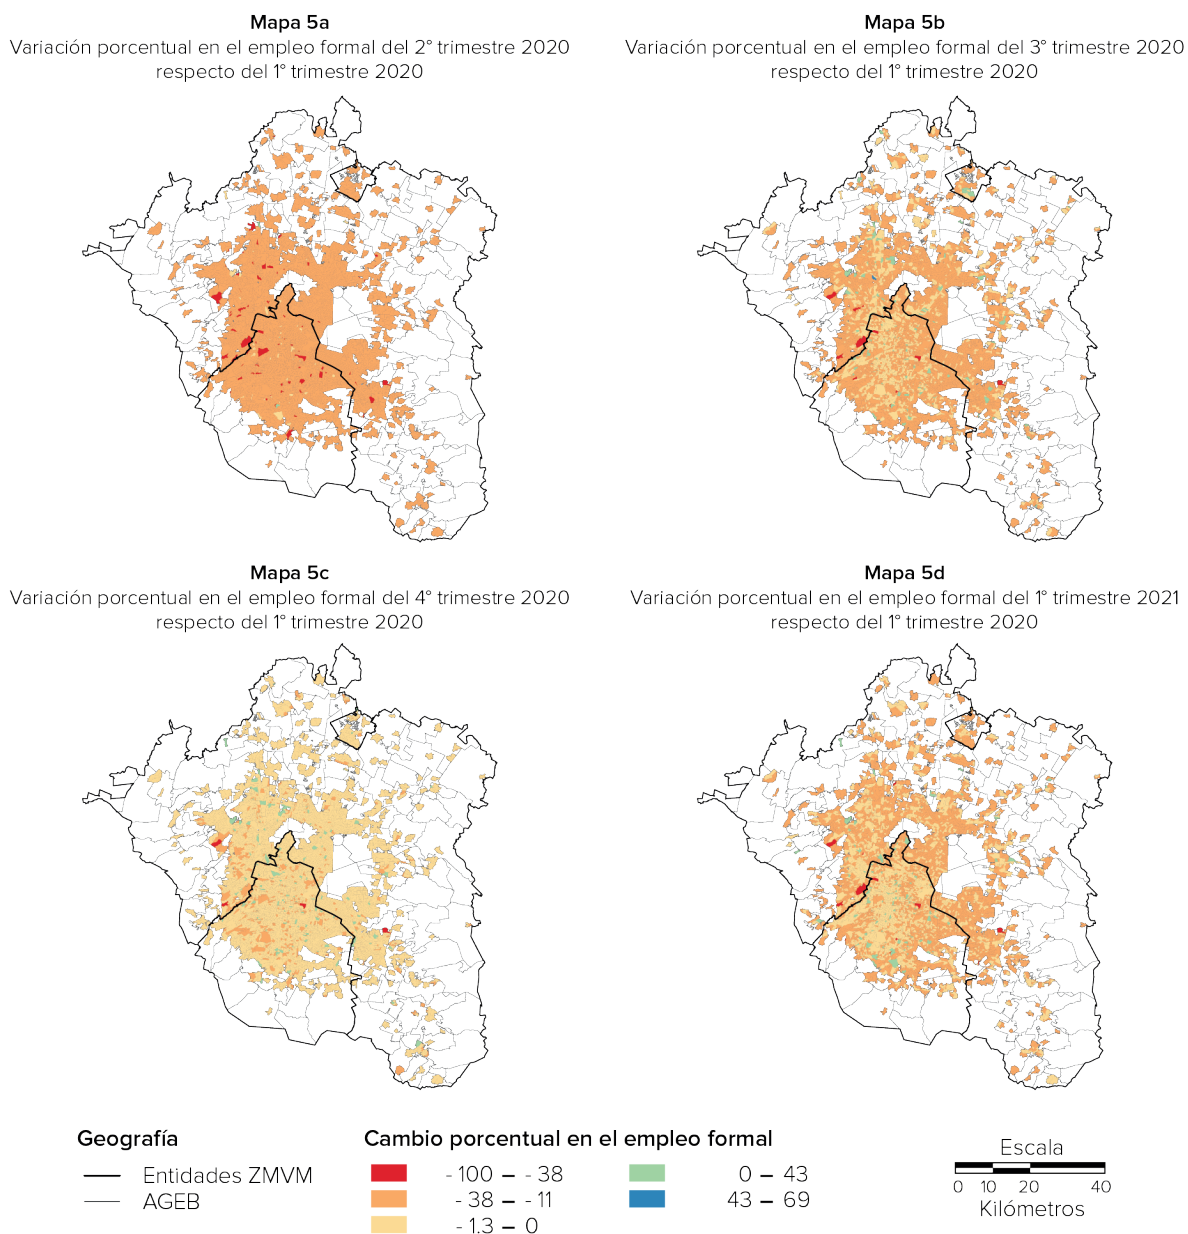 Mapa 5a
Variación porcentual en el empleo formal del 2° trimestre 2020
respecto del 1° trimestre 2020
Mapa 5b
Variación porcentual en el empleo formal del 3° trimestre 2020
respecto del 1° trimestre 2020
Mapa 5c
Variación porcentual en el empleo formal del 4° trimestre 2020
respecto del 1° trimestre 2020
Mapa 5d
Variación porcentual en el empleo formal del 1° trimestre 2021
respecto del 1° trimestre 2020
Geografía
Entidades ZMVM
AGEB
Cambio porcentual en el empleo formal
- 100 – - 38
- 38 – - 11
- 1.3 – 0
0 – 43
43 – 69
Escala
0 10 20 40
Kilómetros